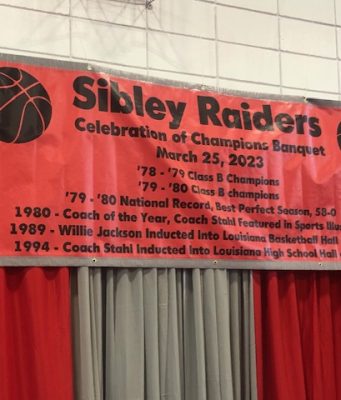 Sibley Raiders
Celebration of Champions Banquet
March 25, 2023
'78 - '79 Class B Champions
'79 - '80 Class B champions
'79 - '80 National Record, Best Perfect Season, 58-0
1980 - Coach of the Year, Coach Stahl Featured in Sports Illus
1989 - Willie Jackson Inducted Into Louisiana Basketball Hall
1994 - Coach Stahl Inducted Into Louisiana High School Hall